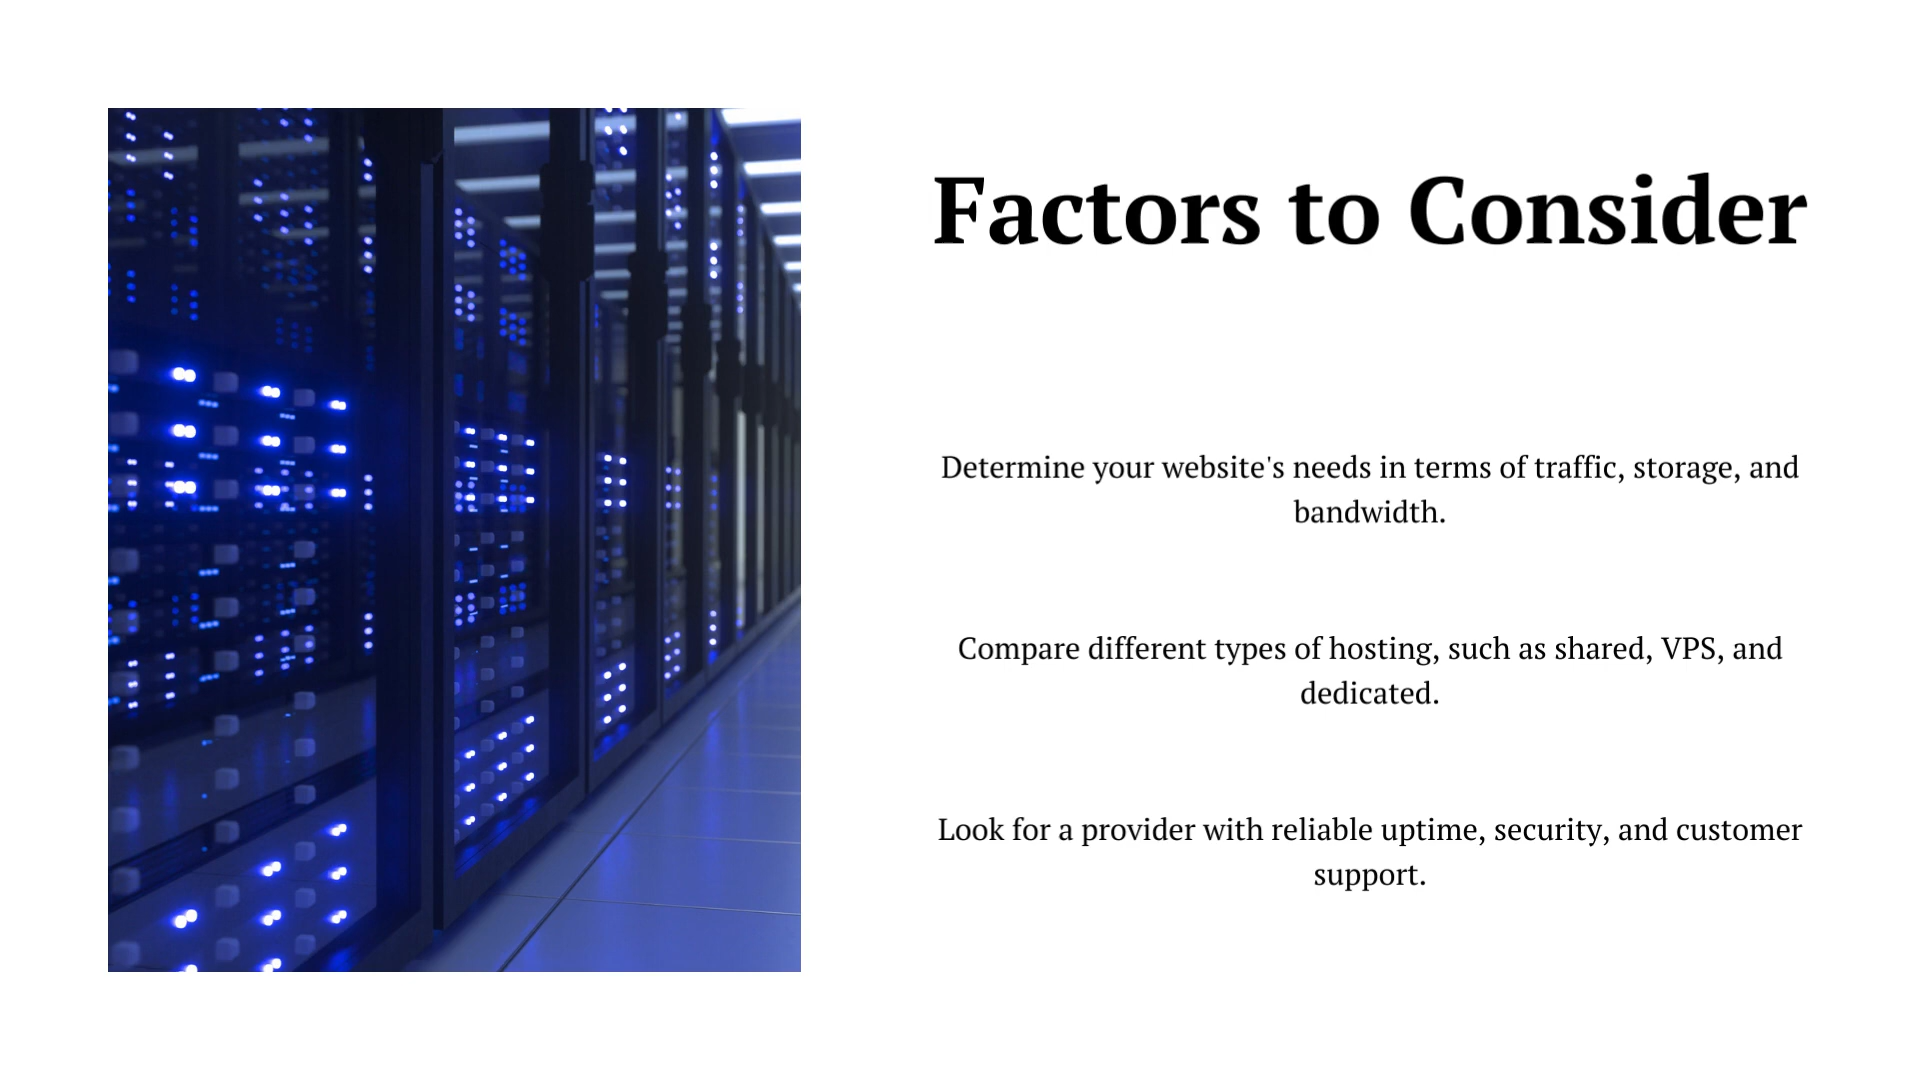 Factors to Consider
Determine your website's needs in terms of traffic, storage, and
bandwidth.
Compare different types of hosting, such as shared, VPS, and
dedicated.
Look for a provider with reliable uptime, security, and customer
support.